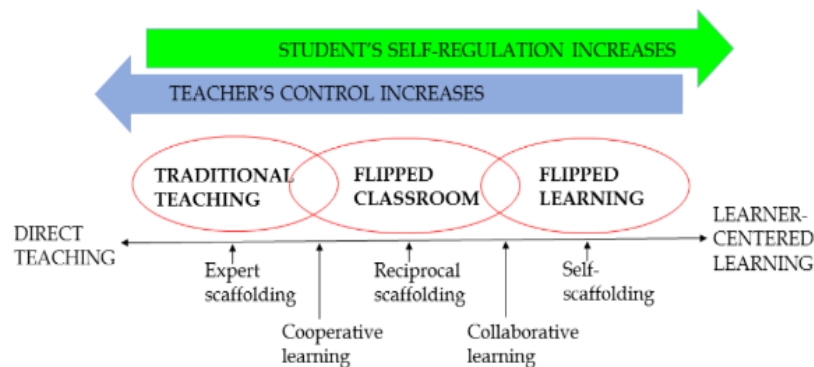 STUDENT'S SELF-REGULATION INCREASES
TEACHER'S CONTROL INCREASES
TRADITIONAL
TEACHING
FLIPPED
CLASSROOM
FLIPPED
LEARNING
DIRECT
TEACHING
LEARNER-
CENTERED
LEARNING
Expert
scaffolding
Reciprocal
scaffolding
Self-
scaffolding
Cooperative
learning
Collaborative
learning